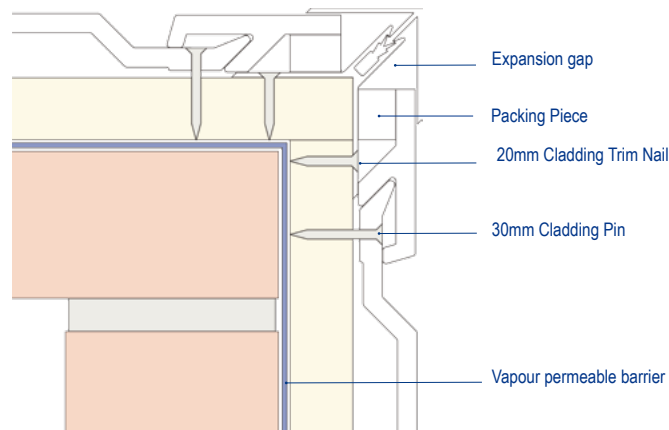 Expansion gap
Packing Piece
20mm Cladding Trim Nail
30mm Cladding Pin
Vapour permeable barrier